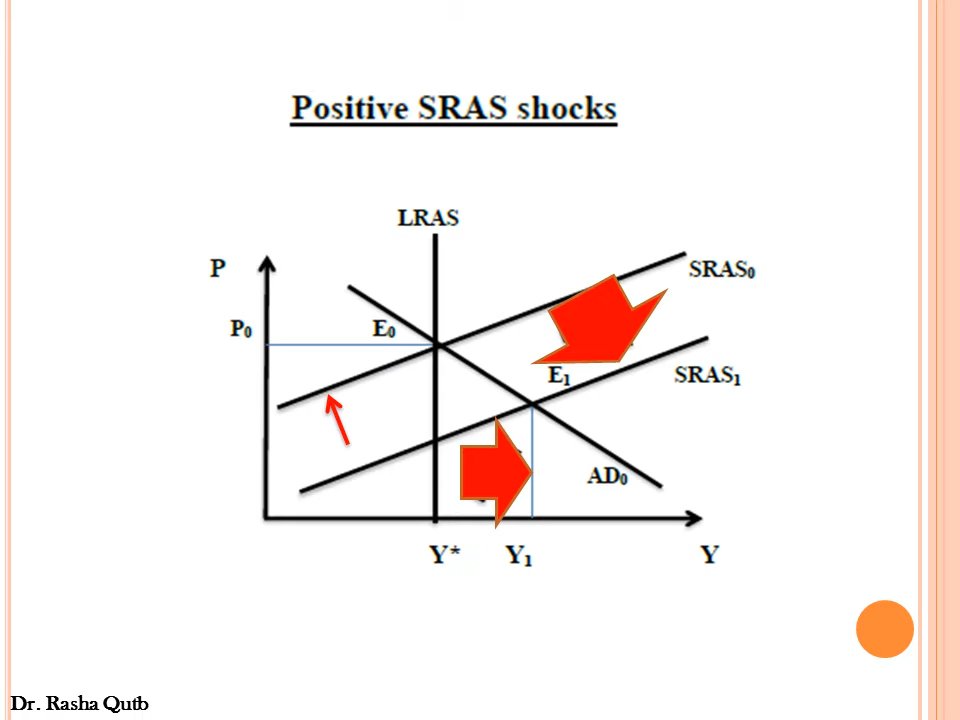 Positive SRAS shocks
LRAS
P
SRAS₀
P₀
E₀
E₁
SRAS₁
AD₀
Y*
Y₁
Y
Dr. Rasha Qutb